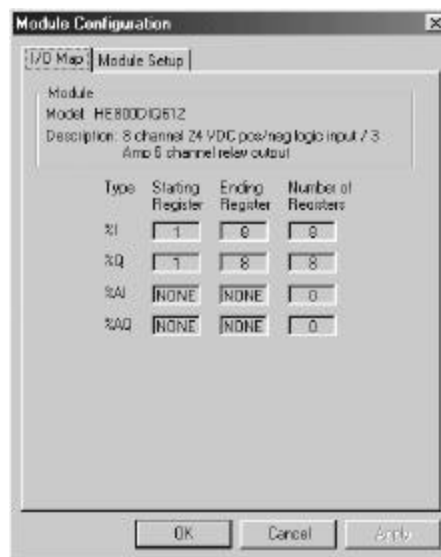 Module Configuration
I/O Map
Module Setup
Module
Model: HE800DIQ612
Description: 8 channel 24 VDC pos/neg logic input / 3
Amp 6 channel relay output
Type Starting Register Ending Register Number of Registers
%I 1 8 8
%Q 1 8 8
%AI NONE NONE 0
%AQ NONE NONE 0
OK
Cancel
Apply